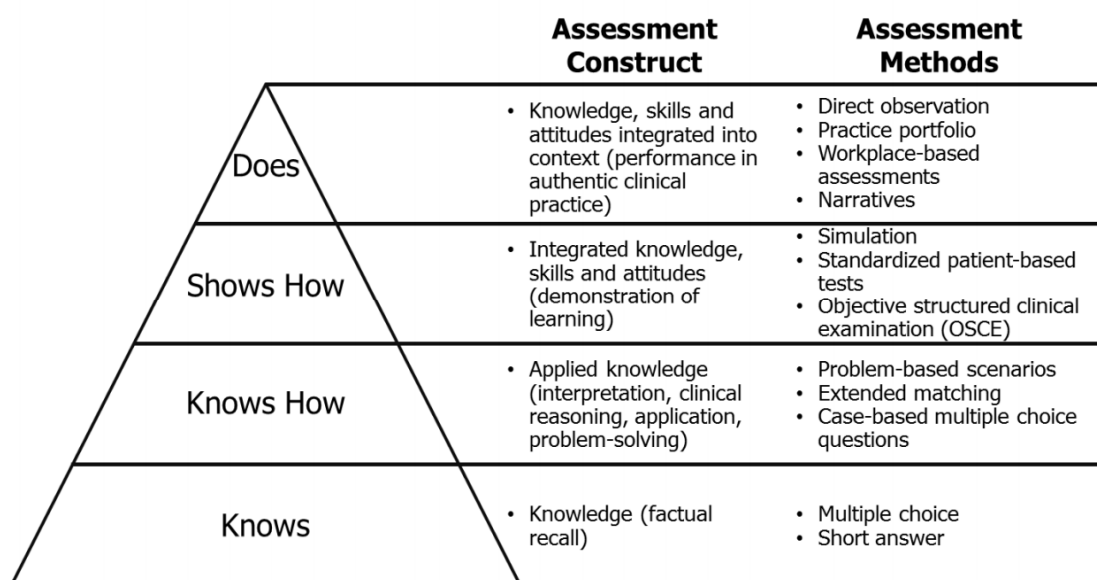 Assessment Construct
Assessment Methods
Does
• Knowledge, skills and
attitudes integrated into
context (performance in
authentic clinical
practice)
• Direct observation
• Practice portfolio
• Workplace-based
assessments
• Narratives
Shows How
• Integrated knowledge,
skills and attitudes
(demonstration of
learning)
• Simulation
• Standardized patient-based
tests
• Objective structured clinical
examination (OSCE)
Knows How
• Applied knowledge
(interpretation, clinical
reasoning, application,
problem-solving)
• Problem-based scenarios
• Extended matching
• Case-based multiple choice
questions
Knows
• Knowledge (factual
recall)
• Multiple choice
• Short answer